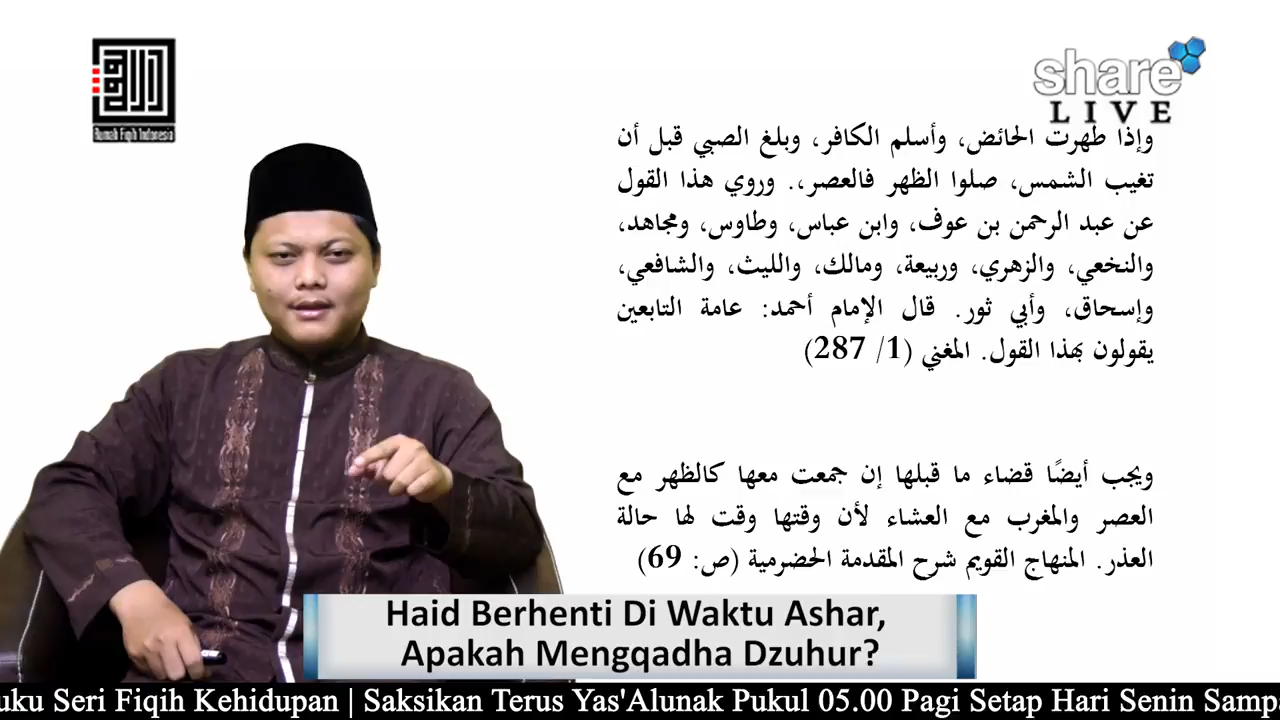 Rumah Fiqih Indonesia
share
LIVE
وإذا طهرت الحائض، وأسلم الكافر، وبلغ الصبي قبل أن
تغيب الشمس، صلوا الظهر فالعصر،. وروي هذا القول
عن عبد الرحمن بن عوف، وابن عباس، وطاوس، ومجاهد،
والنخعي، والزهري، وربيعة، ومالك، والليث، والشافعي،
وإسحاق، وأبي ثور. قال الإمام أحمد: عامة التابعين
يقولون بهذا القول. المغني (1/ 287)
ويجب أيضًا قضاء ما قبلها إن جمعت معها كالظهر مع
العصر والمغرب مع العشاء لأن وقتها وقت لها حالة
العذر. المنهاج القويم شرح المقدمة الحضرمية (ص: 69)
Haid Berhenti Di Waktu Ashar,
Apakah Mengqadha Dzuhur?
uku Seri Fiqih Kehidupan | Saksikan Terus Yas'Alunak Pukul 05.00 Pagi Setap Hari Senin Samp